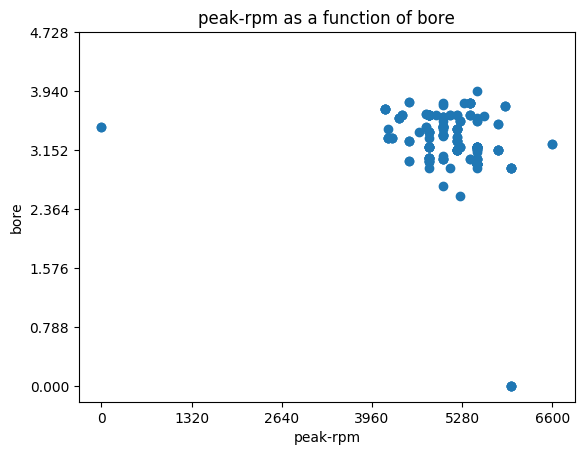 peak-rpm as a function of bore
4.728
3.940
3.152
2.364
1.576
0.788
0.000
bore
0 1320 2640 3960 5280 6600
peak-rpm